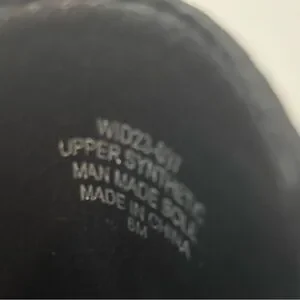 UPPER SYNTHETIC
MAN MADE SOLE
MADE IN CHINA
6M